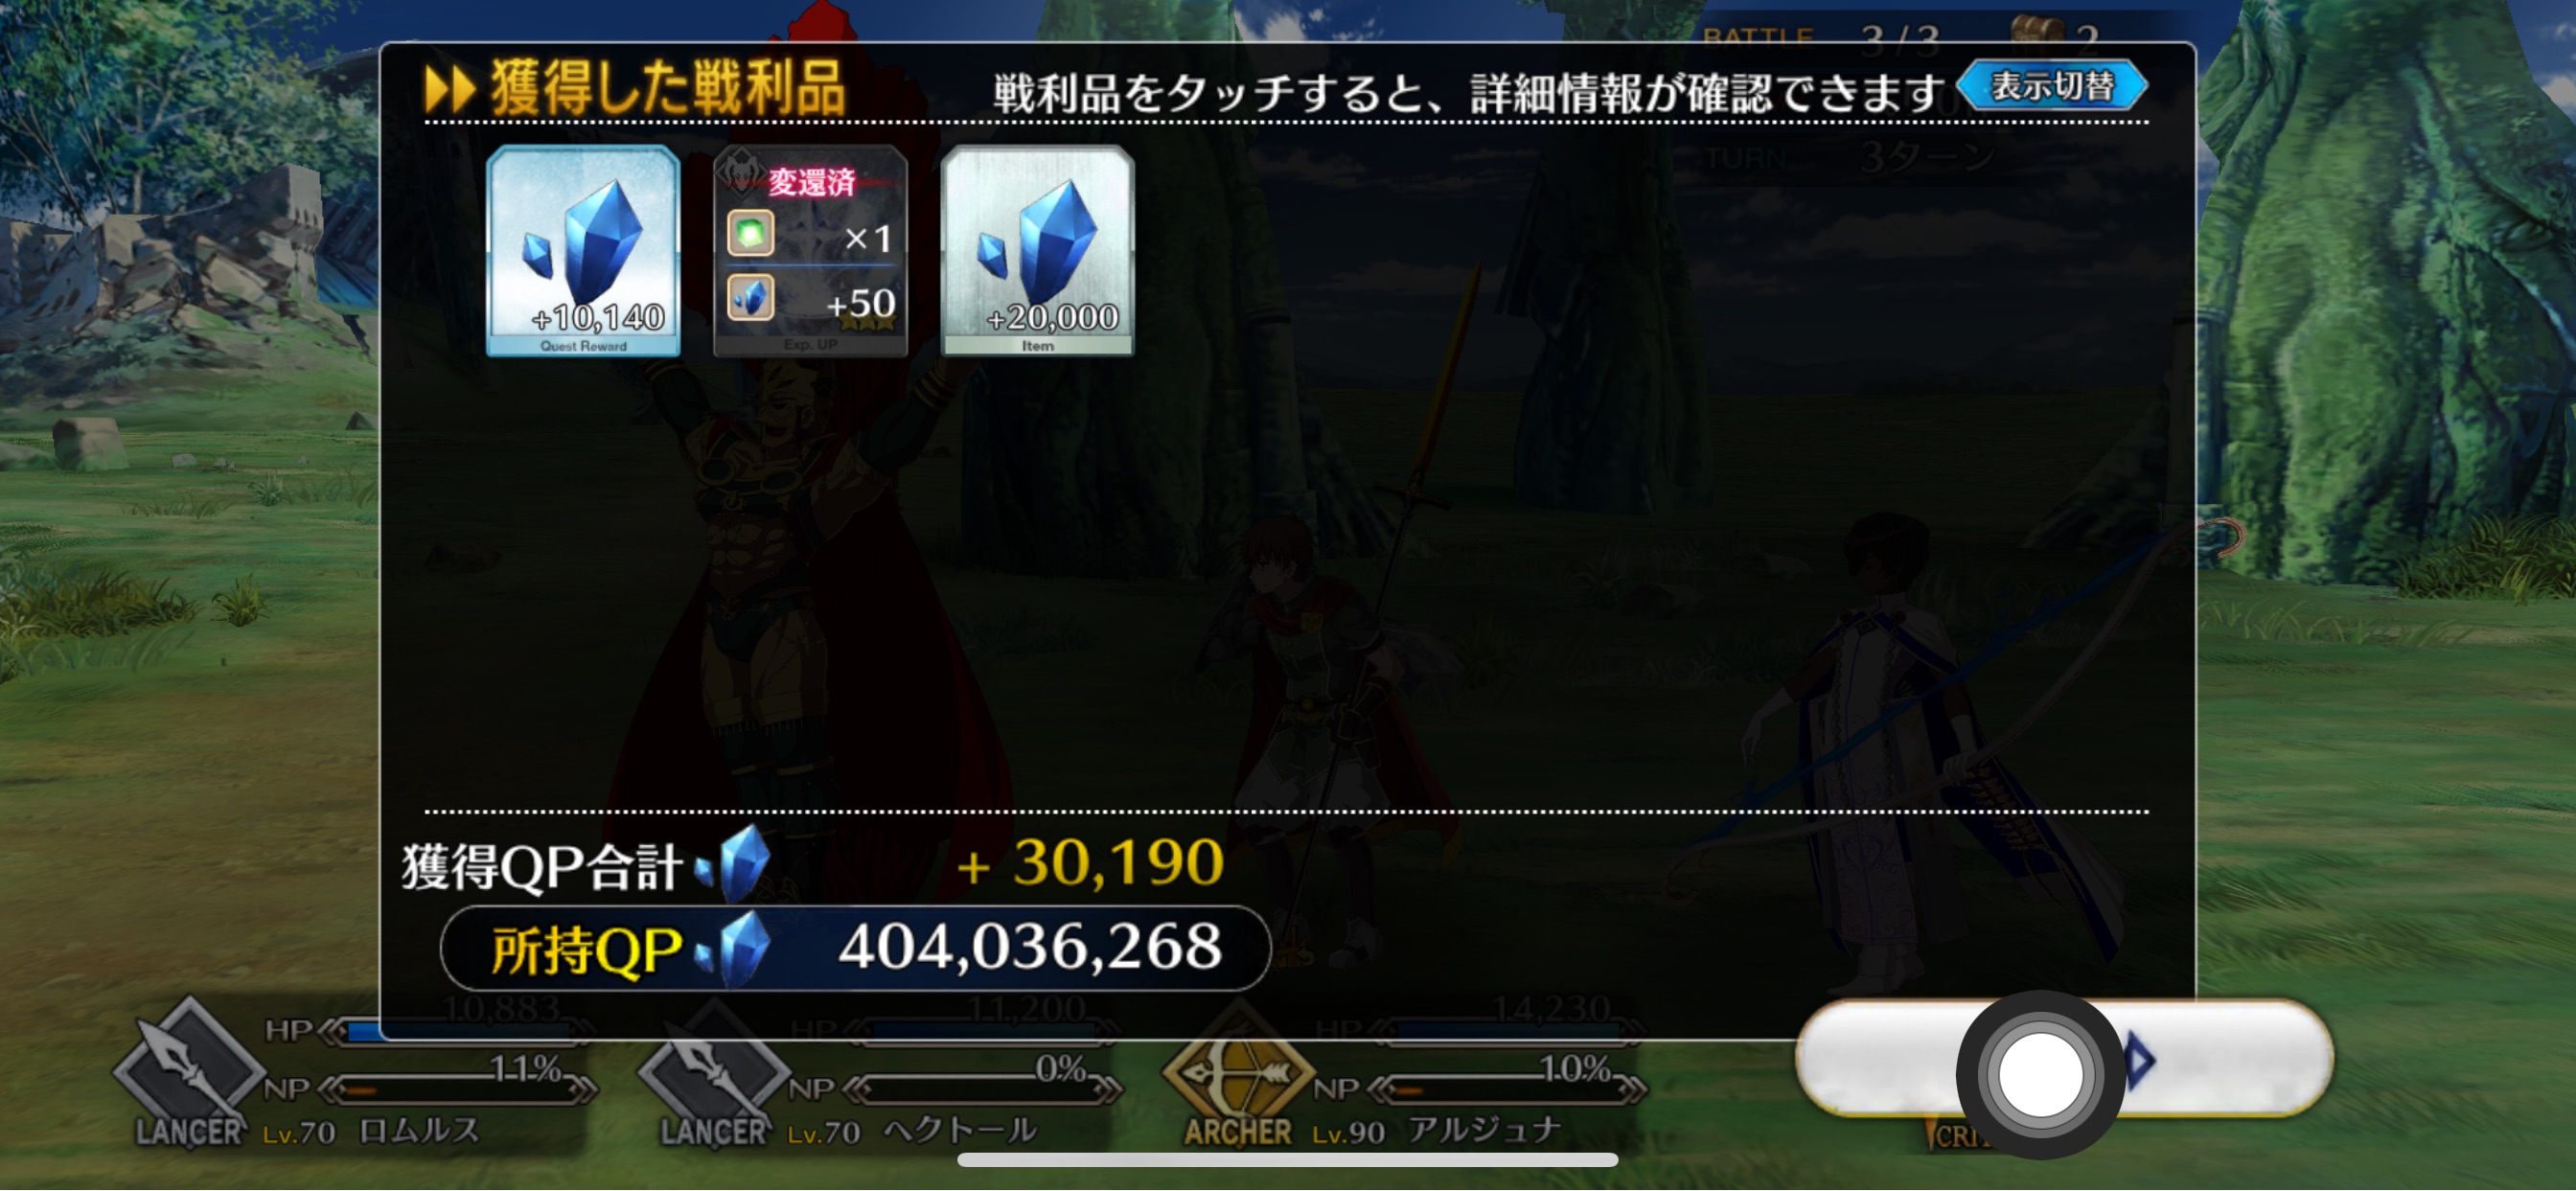 BATTLE 3/3 2
獲得した戦利品 戦利品をタッチすると、詳細情報が確認できます 表示切替
TURN 3ターン
変還済
×1
+50
+10,140
+20,000
Quest Reward
Exp. UP
Item
獲得QP合計 + 30,190
所持QP 404,036,268
HP 10,883
HP 11,200
HP 14,230
NP 11%
NP 0%
NP 10%
LANCER Lv.70 ロムルス
LANCER Lv.70 ヘクトール
ARCHER Lv.90 アルジュナ